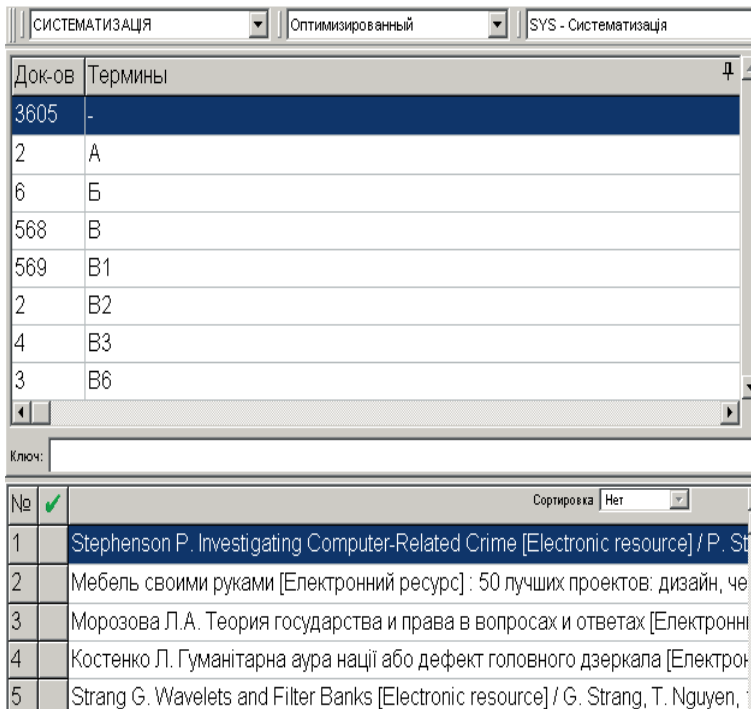 СИСТЕМАТИЗАЦІЯ Оптимизированный SYS - Систематизація
Док-ов Термины
3605 -
2 А
6 Б
568 В
569 В1
2 В2
4 В3
3 В6
Ключ:
№ Сортировка Нет
1 Stephenson P. Investigating Computer-Related Crime [Electronic resource] / P. St
2 Мебель своими руками [Електронний ресурс] : 50 лучших проектов: дизайн, че
3 Морозова Л.А. Теория государства и права в вопросах и ответах [Електронні
4 Костенко Л. Гуманітарна аура нації або дефект головного дзеркала [Електрон
5 Strang G. Wavelets and Filter Banks [Electronic resource] / G. Strang, T. Nguyen,